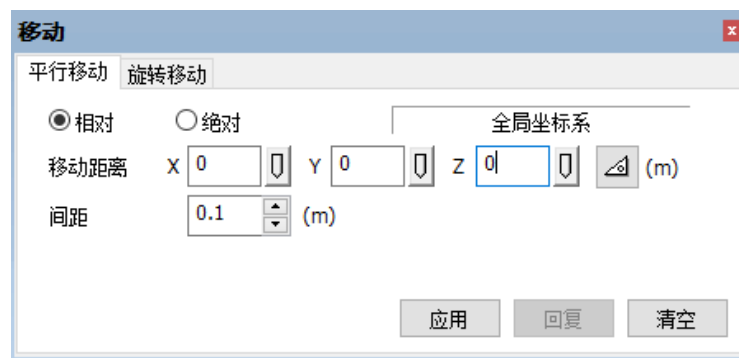 移动
平行移动 旋转移动
相对 绝对 全局坐标系
移动距离 X 0 Y 0 Z 0 (m)
间距 0.1 (m)
应用 回复 清空